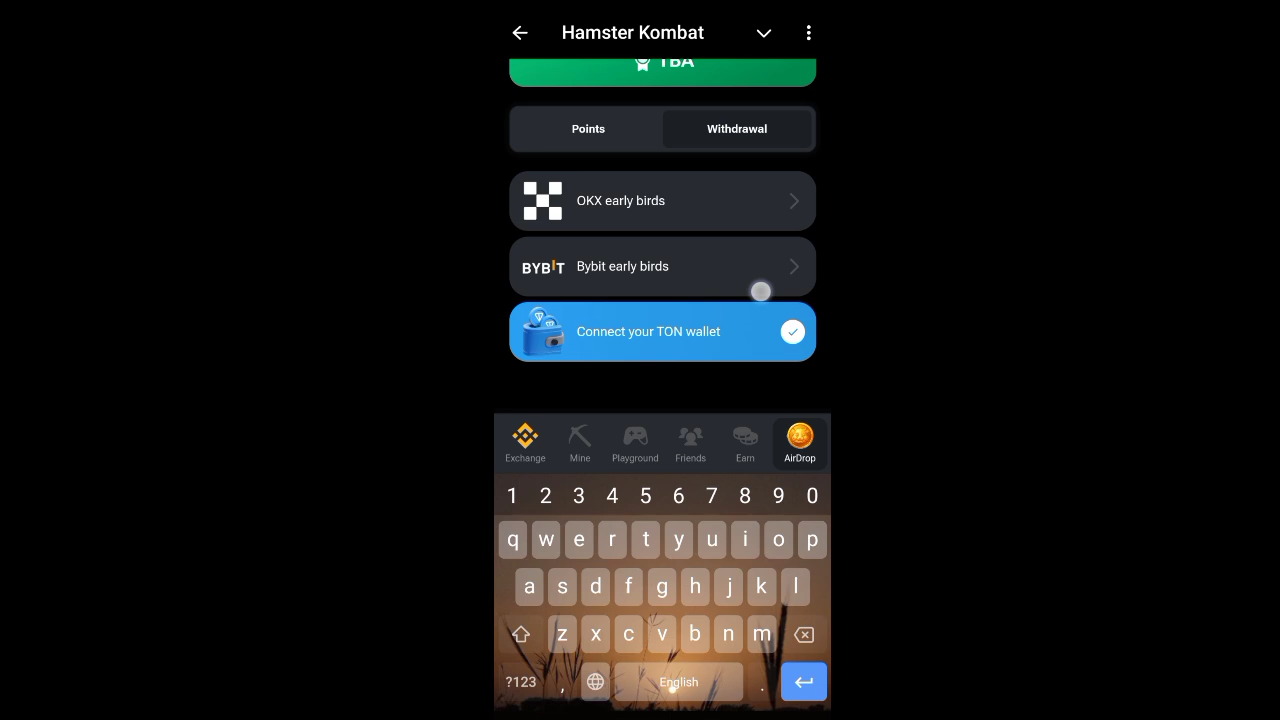 Hamster Kombat
TBA
Points Withdrawal
OKX early birds
BYBIT Bybit early birds
Connect your TON wallet
Exchange Mine Playground Friends Earn AirDrop
1 2 3 4 5 6 7 8 9 0
q w e r t y u i o p
a s d f g h j k l
z x c v b n m
?123 , English .